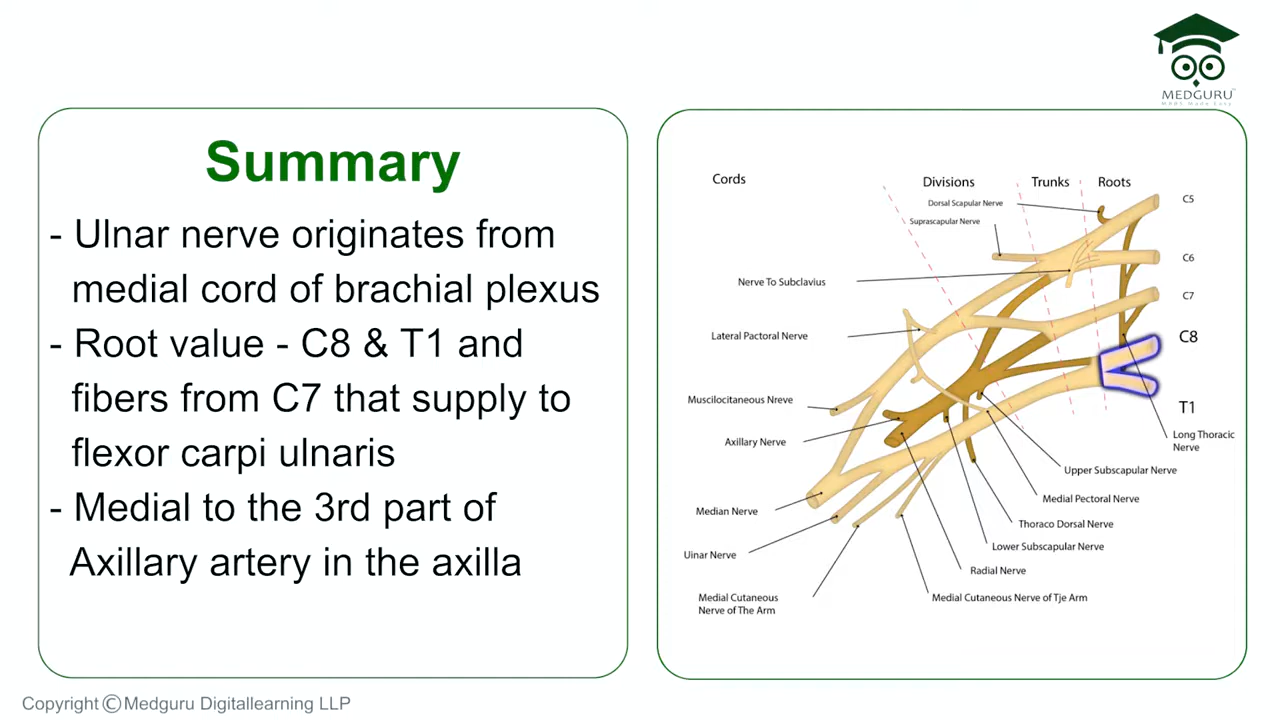 MEDGURU
MBBS Made Easy
Summary
- Ulnar nerve originates from
medial cord of brachial plexus
- Root value - C8 & T1 and
fibers from C7 that supply to
flexor carpi ulnaris
- Medial to the 3rd part of
Axillary artery in the axilla
Cords
Divisions
Trunks
Roots
Dorsal Scapular Nerve
Suprascapular Nerve
Nerve To Subclavius
Lateral Pactoral Nerve
Muscilocitaneous Nreve
Axillary Nerve
Median Nerve
Uinar Nerve
Medial Cutaneous
Nerve of The Arm
C5
C6
C7
C8
T1
Long Thoracic
Nerve
Upper Subscapular Nerve
Medial Pectoral Nerve
Thoraco Dorsal Nerve
Lower Subscapular Nerve
Radial Nerve
Medial Cutaneous Nerve of Tje Arm
Copyright © Medguru Digitallearning LLP